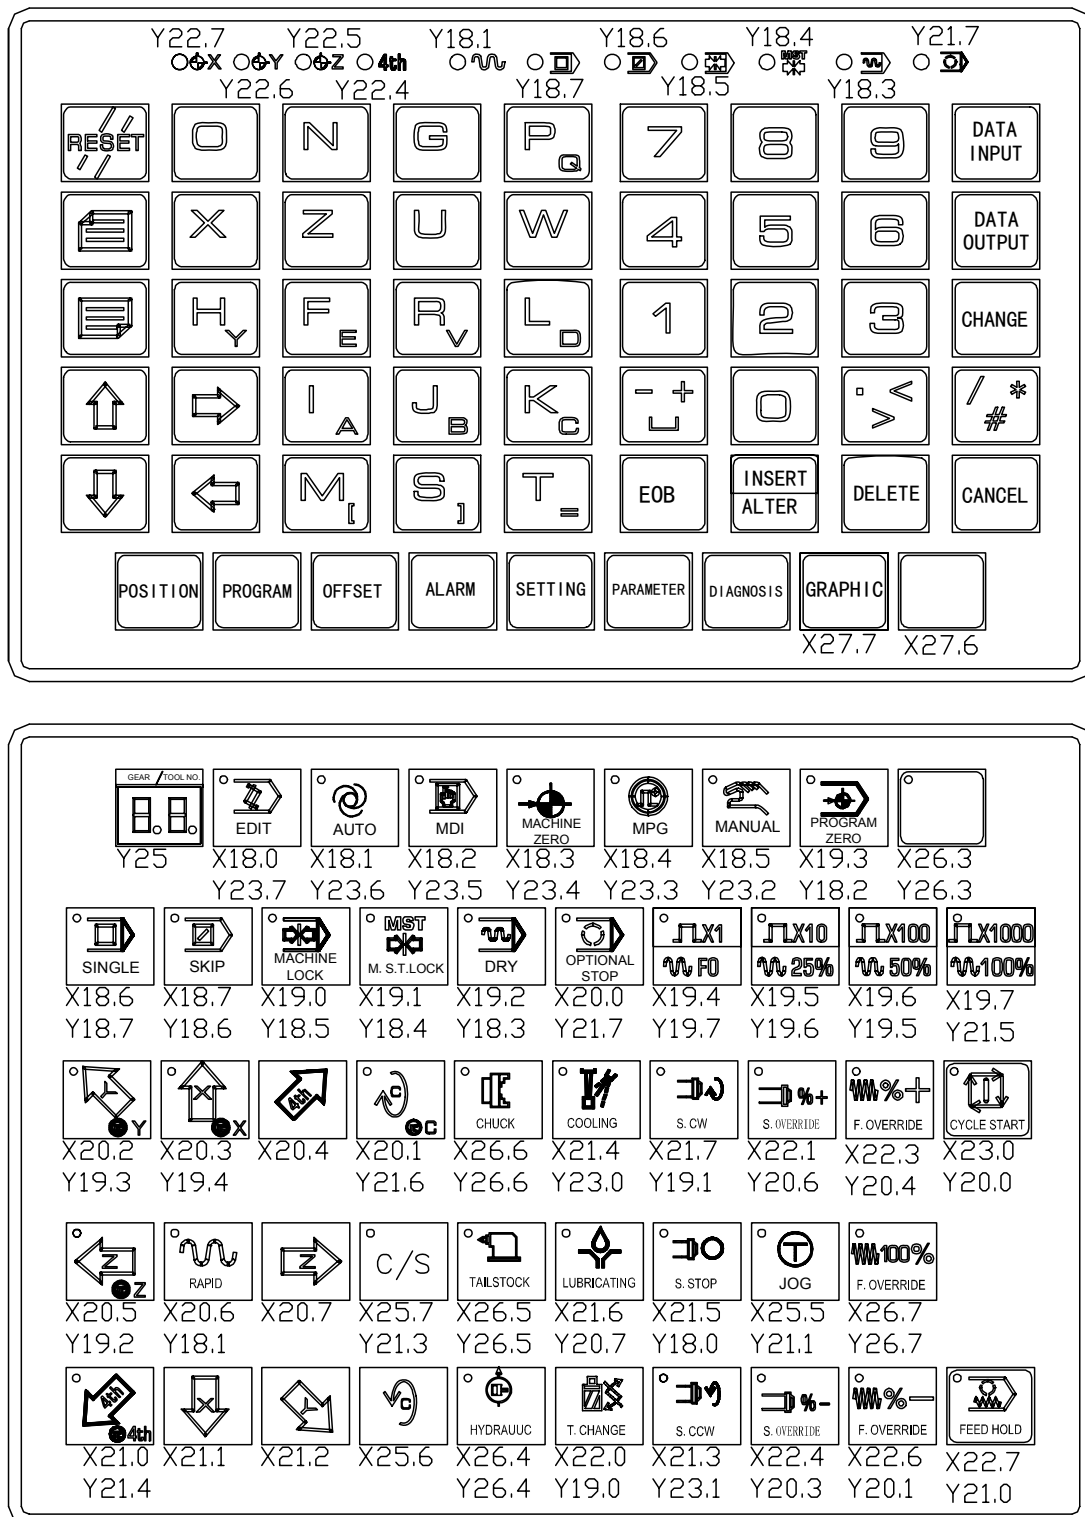 Y22.7 Y22.5 Y18.1 Y18.6 Y18.4 Y21.7
X Y Z 4th MST
Y22.6 Y22.4 Y18.7 Y18.5 Y18.3
RESET O N G P Q 7 8 9 DATA INPUT
X Z U W 4 5 6 DATA OUTPUT
H Y F E R V L D 1 2 3 CHANGE
I A J B K C - + 0 . < > / * #
M [ S ] T = EOB INSERT ALTER DELETE CANCEL
POSITION PROGRAM OFFSET ALARM SETTING PARAMETER DIAGNOSIS GRAPHIC
X27.7 X27.6
GEAR / TOOL NO.
8.8. EDIT AUTO MDI MACHINE ZERO MPG MANUAL PROGRAM ZERO
Y25 X18.0 X18.1 X18.2 X18.3 X18.4 X18.5 X19.3 X26.3
Y23.7 Y23.6 Y23.5 Y23.4 Y23.3 Y23.2 Y18.2 Y26.3
MST X1 X10 X100 X1000
SINGLE SKIP MACHINE LOCK M. S.T.LOCK DRY OPTIONAL STOP F0 25% 50% 100%
X18.6 X18.7 X19.0 X19.1 X19.2 X20.0 X19.4 X19.5 X19.6 X19.7
Y18.7 Y18.6 Y18.5 Y18.4 Y18.3 Y21.7 Y19.7 Y19.6 Y19.5 Y21.5
Y X 4th C %+ %+
Y X C CHUCK COOLING S. CW S. OVERRIDE F. OVERRIDE CYCLE START
X20.2 X20.3 X20.4 X20.1 X26.6 X21.4 X21.7 X22.1 X22.3 X23.0
Y19.3 Y19.4 Y21.6 Y26.6 Y23.0 Y19.1 Y20.6 Y20.4 Y20.0
Z Z C/S T 100%
Z RAPID TAILSTOCK LUBRICATING S. STOP JOG F. OVERRIDE
X20.5 X20.6 X20.7 X25.7 X26.5 X21.6 X21.5 X25.5 X26.7
Y19.2 Y18.1 Y21.3 Y26.5 Y20.7 Y18.0 Y21.1 Y26.7
4th X Y C %- %-
4th HYDRAUUC T. CHANGE S. CCW S. OVERRIDE F. OVERRIDE FEED HOLD
X21.0 X21.1 X21.2 X25.6 X26.4 X22.0 X21.3 X22.4 X22.6 X22.7
Y21.4 Y26.4 Y19.0 Y23.1 Y20.3 Y20.1 Y21.0